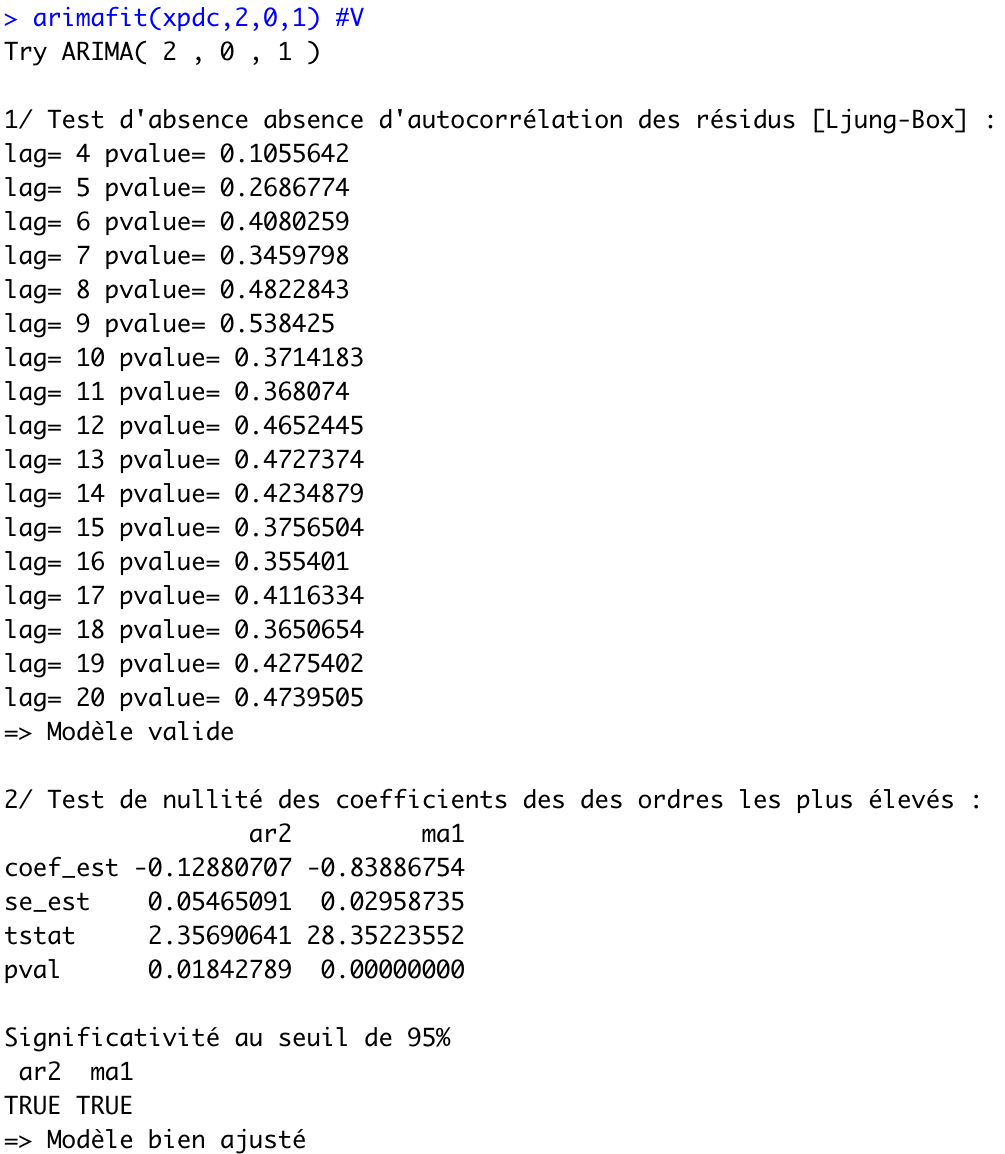 > arimafit(xpdc,2,0,1) #V
Try ARIMA( 2 , 0 , 1 )
1/ Test d'absence absence d'autocorrélation des résidus [Ljung-Box] :
lag= 4 pvalue= 0.1055642
lag= 5 pvalue= 0.2686774
lag= 6 pvalue= 0.4080259
lag= 7 pvalue= 0.3459798
lag= 8 pvalue= 0.4822843
lag= 9 pvalue= 0.538425
lag= 10 pvalue= 0.3714183
lag= 11 pvalue= 0.368074
lag= 12 pvalue= 0.4652445
lag= 13 pvalue= 0.4727374
lag= 14 pvalue= 0.4234879
lag= 15 pvalue= 0.3756504
lag= 16 pvalue= 0.355401
lag= 17 pvalue= 0.4116334
lag= 18 pvalue= 0.3650654
lag= 19 pvalue= 0.4275402
lag= 20 pvalue= 0.4739505
=> Modèle valide
2/ Test de nullité des coefficients des des ordres les plus élevés :
ar2 ma1
coef_est -0.12880707 -0.83886754
se_est 0.05465091 0.02958735
tstat 2.35690641 28.35223552
pval 0.01842789 0.00000000
Significativité au seuil de 95%
ar2 ma1
TRUE TRUE
=> Modèle bien ajusté